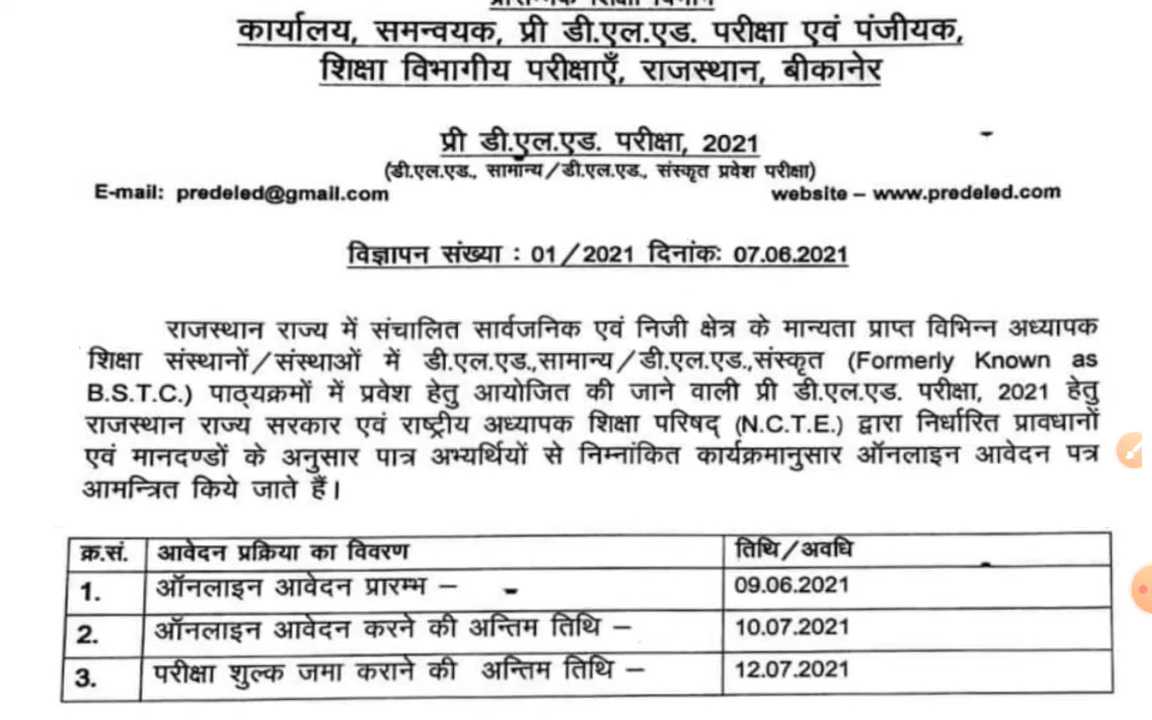 कार्यालय, समन्वयक, प्री डी.एल.एड. परीक्षा एवं पंजीयक,
शिक्षा विभागीय परीक्षाएँ, राजस्थान, बीकानेर
प्री डी.एल.एड. परीक्षा, 2021
(डी.एल.एड., सामान्य/डी.एल.एड., संस्कृत प्रवेश परीक्षा)
E-mail: predeled@gmail.com website – www.predeled.com
विज्ञापन संख्या : 01/2021 दिनांकः 07.06.2021
राजस्थान राज्य में संचालित सार्वजनिक एवं निजी क्षेत्र के मान्यता प्राप्त विभिन्न अध्यापक
शिक्षा संस्थानों/संस्थाओं में डी.एल.एड.,सामान्य/डी.एल.एड.,संस्कृत (Formerly Known as
B.S.T.C.) पाठ्यक्रमों में प्रवेश हेतु आयोजित की जाने वाली प्री डी.एल.एड. परीक्षा, 2021 हेतु
राजस्थान राज्य सरकार एवं राष्ट्रीय अध्यापक शिक्षा परिषद् (N.C.T.E.) द्वारा निर्धारित प्रावधानों
एवं मानदण्डों के अनुसार पात्र अभ्यर्थियों से निम्नांकित कार्यक्रमानुसार ऑनलाइन आवेदन पत्र
आमन्त्रित किये जाते हैं।
क्र.सं. आवेदन प्रक्रिया का विवरण तिथि/अवधि
1. ऑनलाइन आवेदन प्रारम्भ – 09.06.2021
2. ऑनलाइन आवेदन करने की अन्तिम तिथि – 10.07.2021
3. परीक्षा शुल्क जमा कराने की अन्तिम तिथि – 12.07.2021